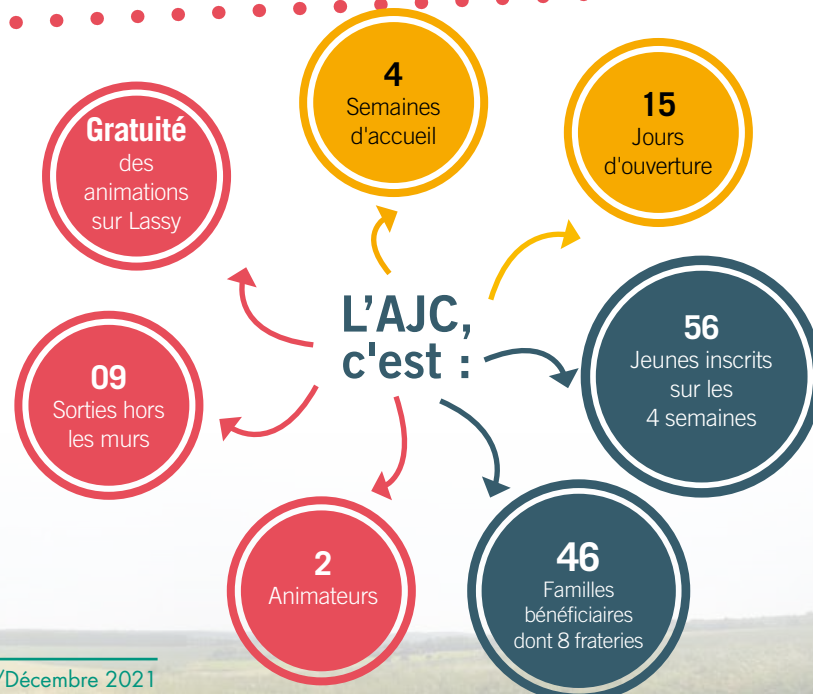 4
Semaines
d'accueil
15
Jours
d'ouverture
Gratuité
des
animations
sur Lassy
L'AJC,
c'est :
56
Jeunes inscrits
sur les
4 semaines
09
Sorties hors
les murs
2
Animateurs
46
Familles
bénéficiaires
dont 8 frateries
/Décembre 2021